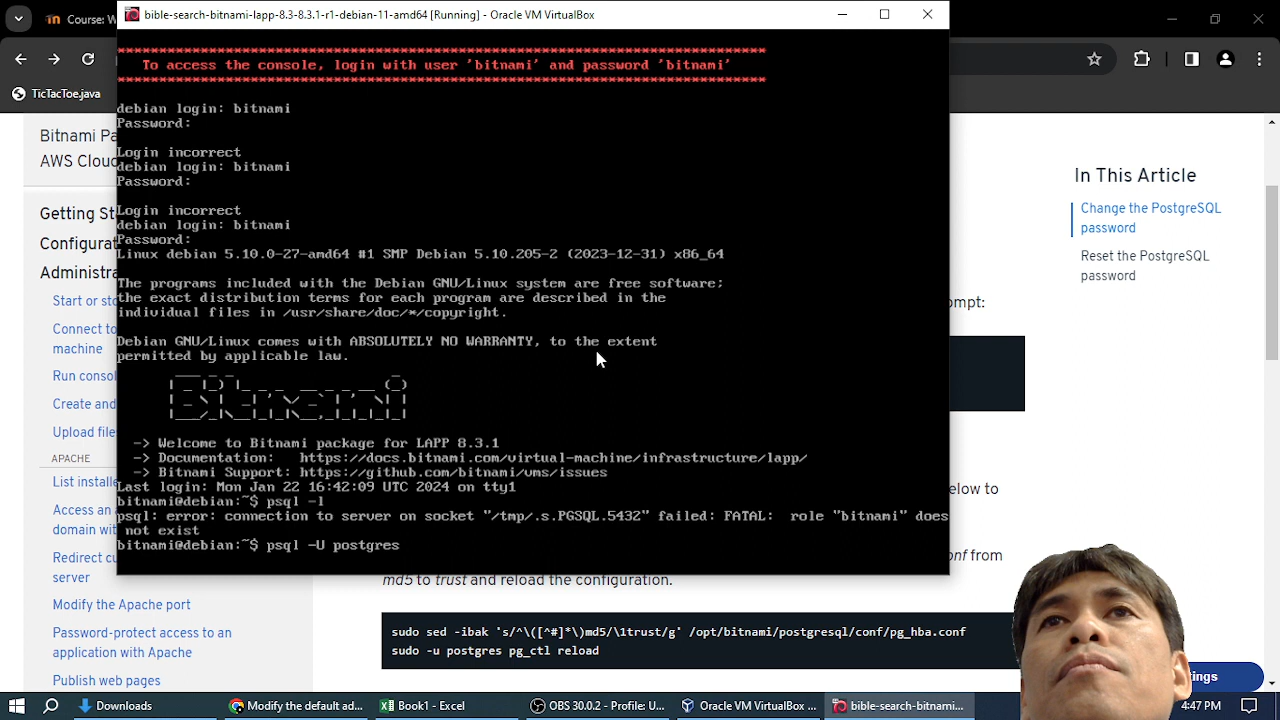 bible-search-bitnami-lapp-8.3-8.3.1-r1-debian-11-amd64 [Running] - Oracle VM VirtualBox
Course: W
TikTacJava
****************************************************************************
To access the console, login with user 'bitnami' and password 'bitnami'
****************************************************************************
debian login: bitnami
Password:
Login incorrect
debian login: bitnami
Password:
Login incorrect
debian login: bitnami
Password:
Linux debian 5.10.0-27-amd64 #1 SMP Debian 5.10.205-2 (2023-12-31) x86_64
The programs included with the Debian GNU/Linux system are free software;
the exact distribution terms for each program are described in the
individual files in /usr/share/doc/*/copyright.
Debian GNU/Linux comes with ABSOLUTELY NO WARRANTY, to the extent
permitted by applicable law.
Bitnami
-> Welcome to Bitnami package for LAPP 8.3.1
-> Documentation: https://docs.bitnami.com/virtual-machine/infrastructure/lapp/
-> Bitnami Support: https://github.com/bitnami/vms/issues
Last login: Mon Jan 22 16:42:09 UTC 2024 on tty1
bitnami@debian:~$ psql -l
psql: error: connection to server on socket "/tmp/.s.PGSQL.5432" failed: FATAL: role "bitnami" does
not exist
bitnami@debian:~$ psql -U postgres
Bitnami Pa
AWS Clou
Getting St
Configurat
Administra
Start or sto
Connect to
machine
Run conso
Create and
Upload file
APACHE
List installe
Access an
domain wit
Redirect cu
server
Modify the Apache port
Password-protect access to an
application with Apache
Publish web pages
In This Article
Change the PostgreSQL
password
Reset the PostgreSQL
password
ompt:
elow to
onf from
md5 to trust and reload the configuration.
sudo sed -ibak 's/^\([^#]*\)md5/\1trust/g' /opt/bitnami/postgresql/conf/pg_hba.conf
sudo -u postgres pg_ctl reload
ngs
Downloads
Modify the default ad...
Book1 - Excel
OBS 30.0.2 - Profile: U...
Oracle VM VirtualBox ...
bible-search-bitnami-...
4:47 PM